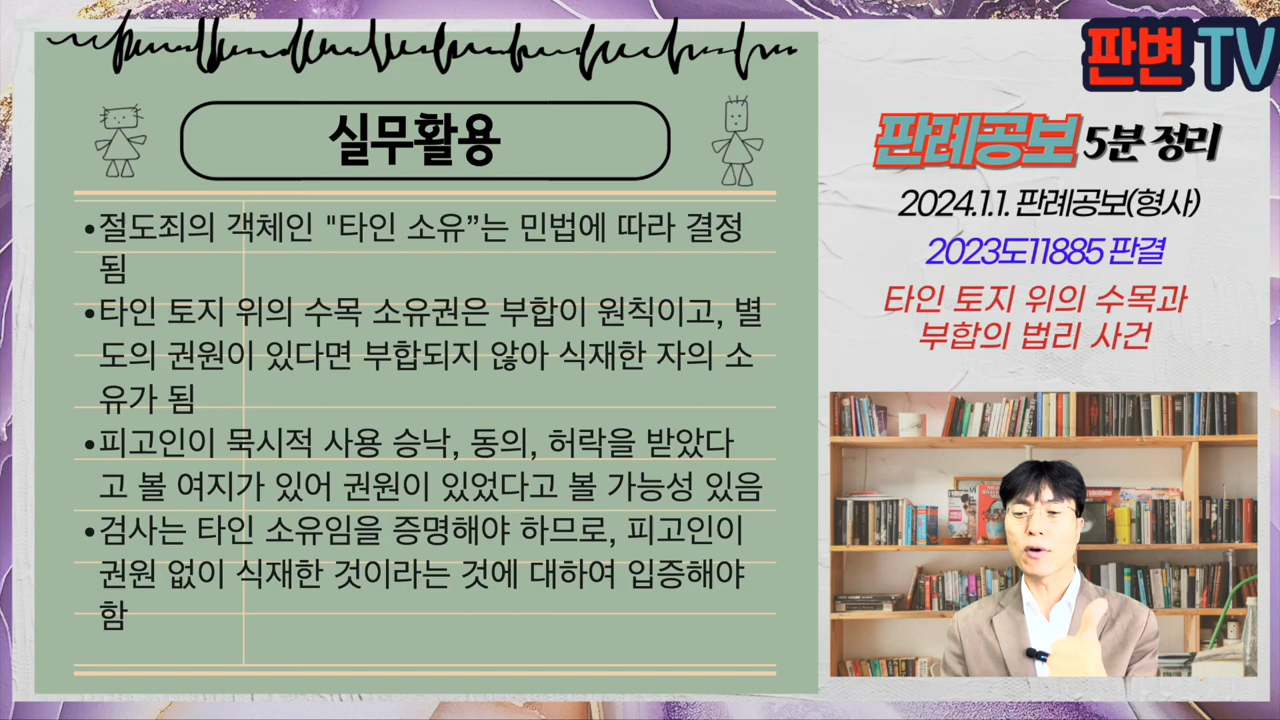 판변 TV
실무활용
•절도죄의 객체인 "타인 소유”는 민법에 따라 결정
됨
•타인 토지 위의 수목 소유권은 부합이 원칙이고, 별
도의 권원이 있다면 부합되지 않아 식재한 자의 소
유가 됨
•피고인이 묵시적 사용 승낙, 동의, 허락을 받았다
고 볼 여지가 있어 권원이 있었다고 볼 가능성 있음
•검사는 타인 소유임을 증명해야 하므로, 피고인이
권원 없이 식재한 것이라는 것에 대하여 입증해야
함
판례공보 5분 정리
2024.1.1. 판례공보(형사)
2023도11885 판결
타인 토지 위의 수목과
부합의 법리 사건